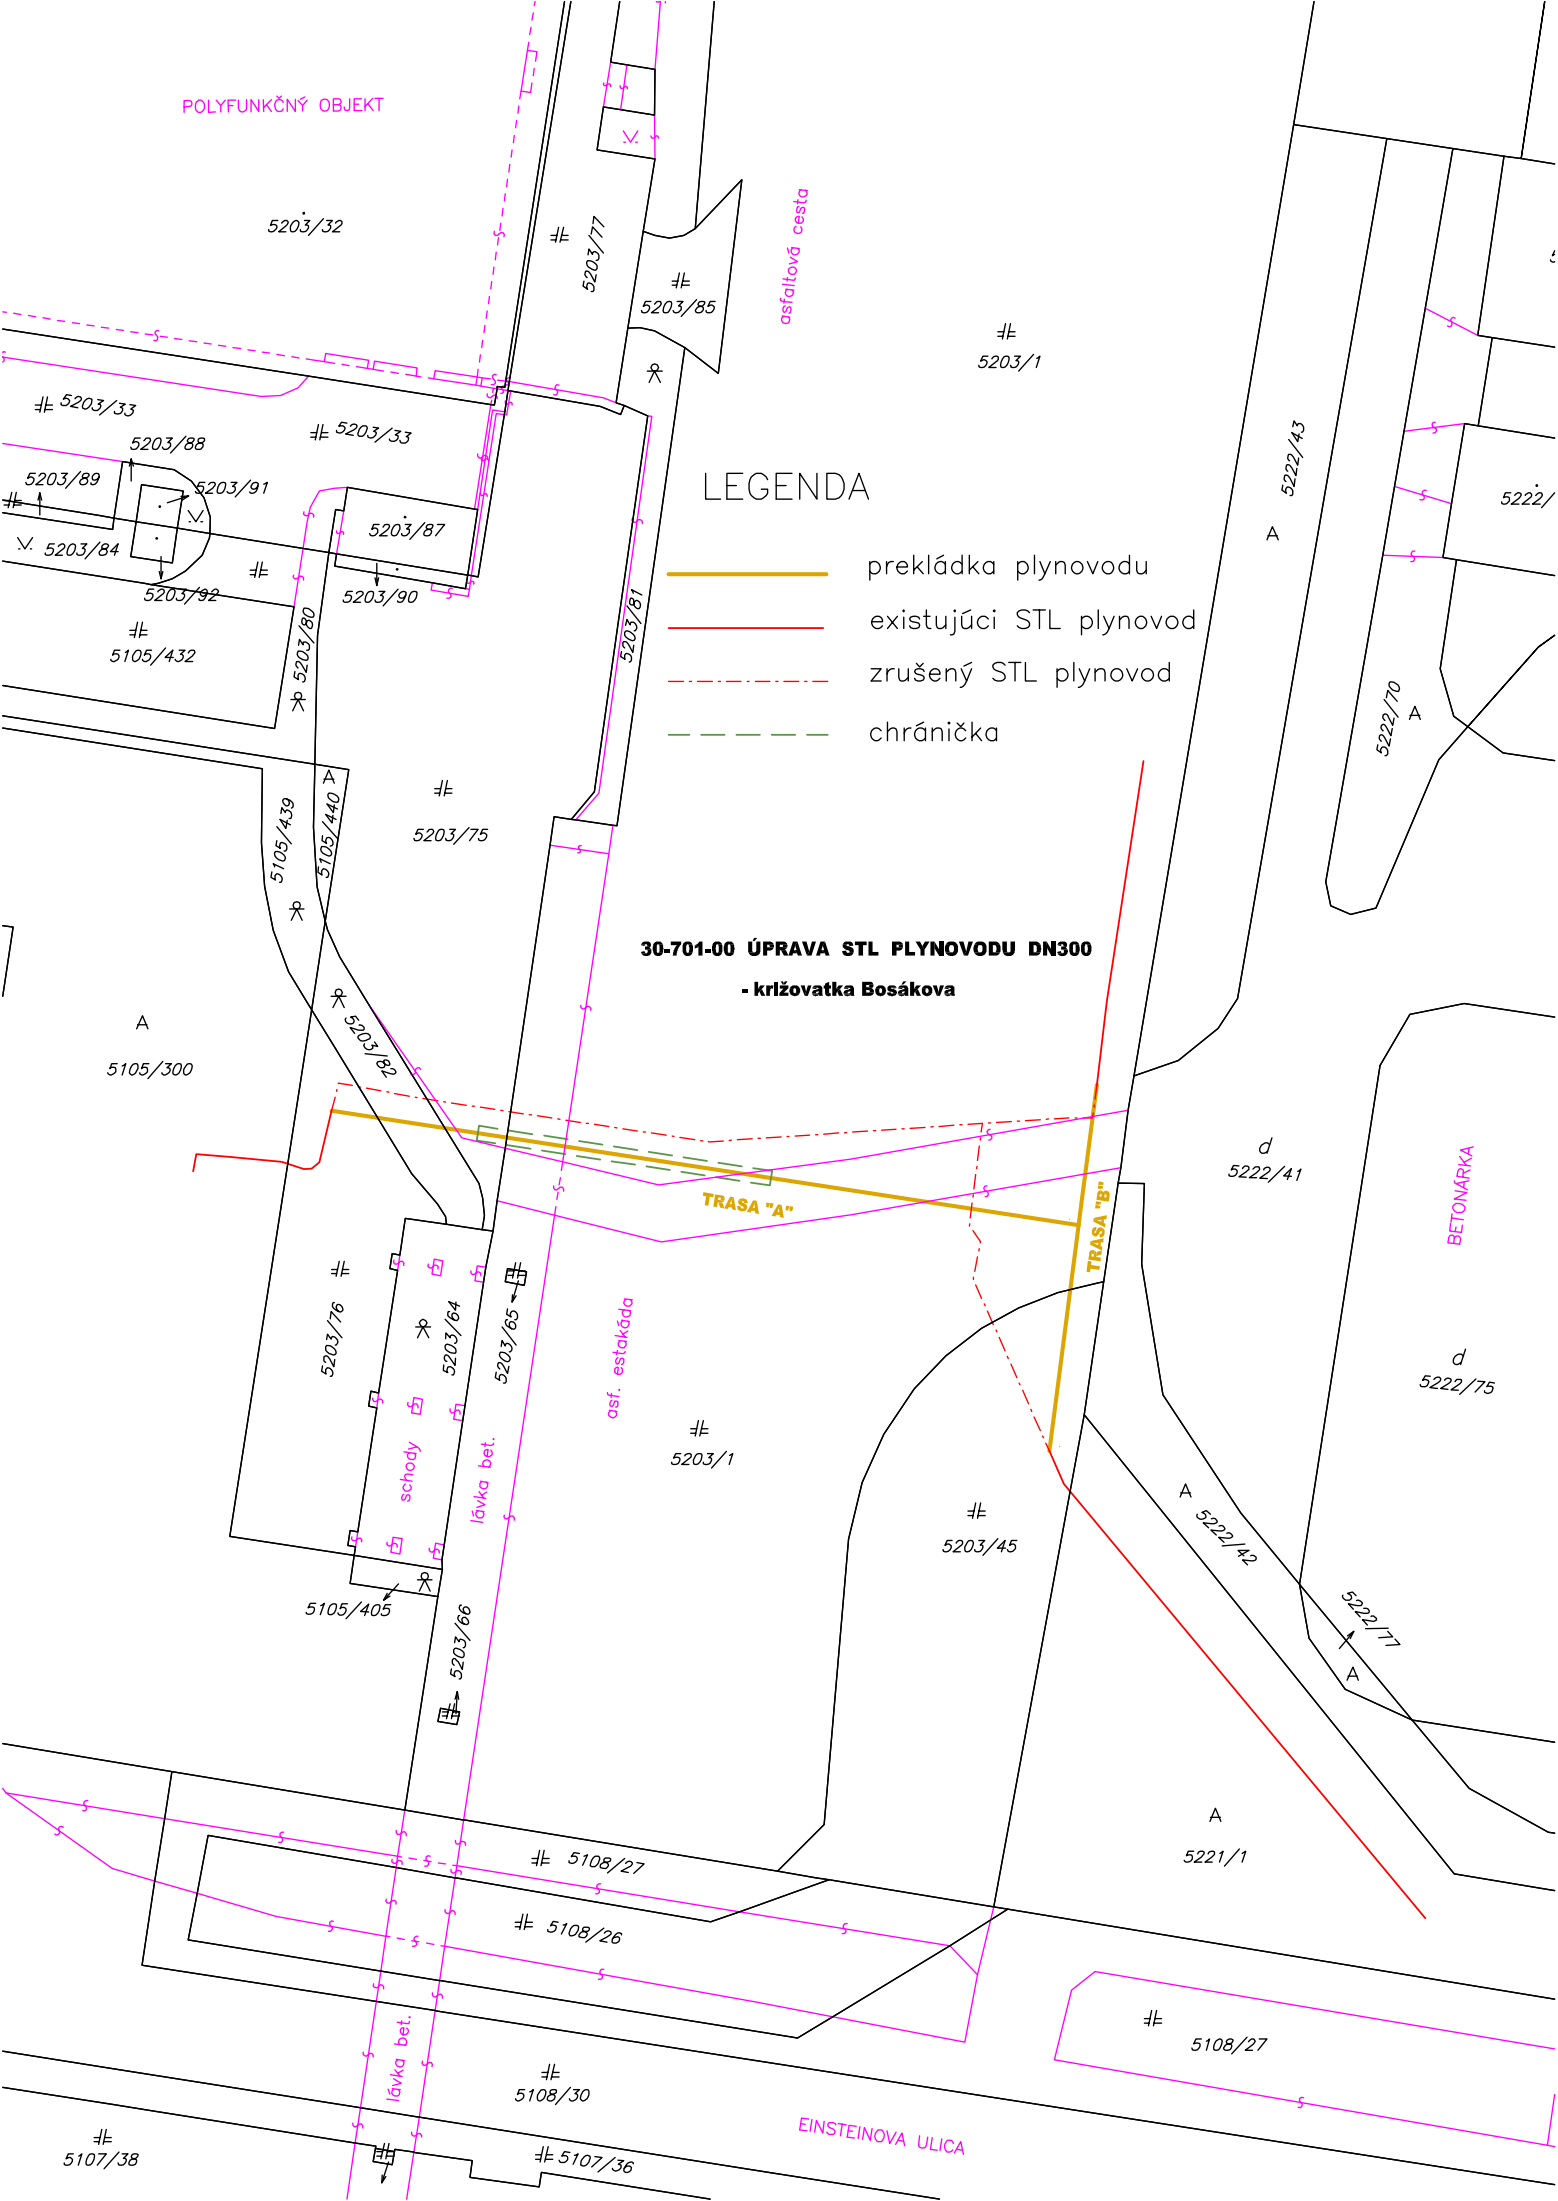 POLYFUNKČNÝ OBJEKT
5203/32
5203/77
5203/85
asfaltová cesta
5203/1
5203/33
5203/33
5203/88
5203/89
5203/91
5203/84
5203/87
5203/92
5203/90
5203/80
5105/432
5203/81
5222/43
A
5222/
LEGENDA
prekládka plynovodu
existujúci STL plynovod
zrušený STL plynovod
chránička
5222/70
A
A
5105/439
5105/440
5203/75
30-701-00 ÚPRAVA STL PLYNOVODU DN300
- križovatka Bosákova
A
5105/300
5203/82
TRASA "A"
TRASA "B"
d
5222/41
BETONÁRKA
5203/76
5203/64
5203/65
asf. estakáda
schody
lávka bet.
5203/1
d
5222/75
5203/45
A
5222/42
5222/77
A
5105/405
5203/66
A
5221/1
5108/27
5108/26
5108/27
lávka bet.
5108/30
EINSTEINOVA ULICA
5107/38
5107/36